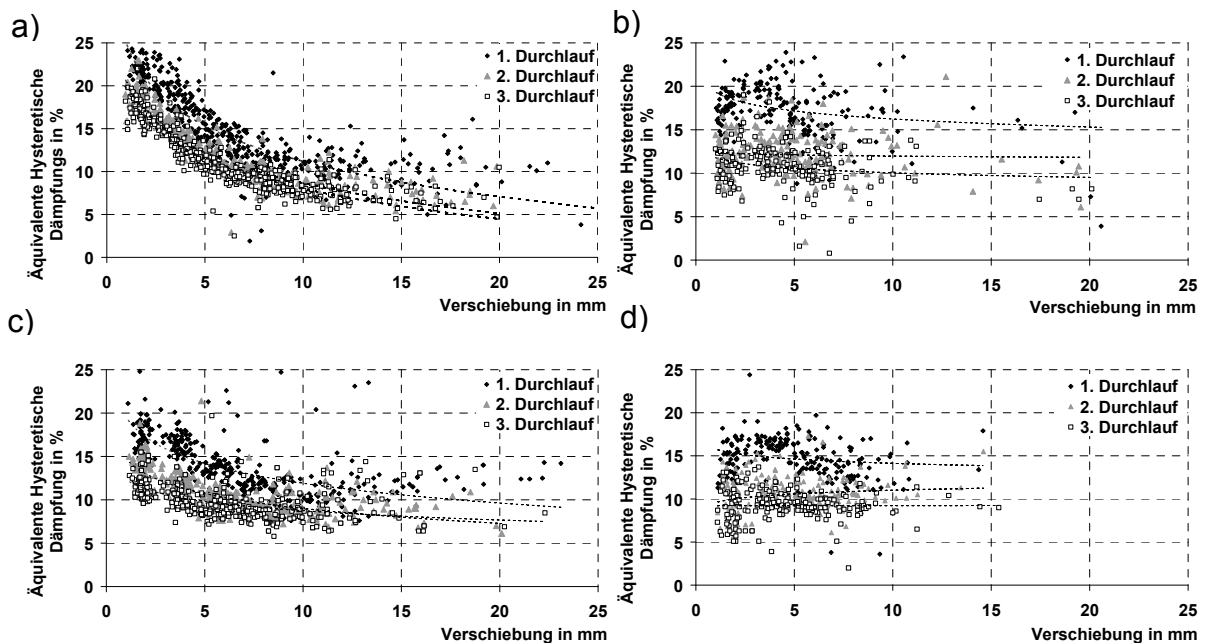 a)
Äquivalente Hysteretische
Dämpfungs in %
25
20
15
10
5
0
1. Durchlauf
2. Durchlauf
3. Durchlauf
0 5 10 15 20 25
Verschiebung in mm
b)
Äquivalente Hysteretische
Dämpfung in %
25
20
15
10
5
0
1. Durchlauf
2. Durchlauf
3. Durchlauf
0 5 10 15 20 25
Verschiebung in mm
c)
Äquivalente Hysteretische
Dämpfung in %
25
20
15
10
5
0
1. Durchlauf
2. Durchlauf
3. Durchlauf
0 5 10 15 20 25
Verschiebung in mm
d)
Äquivalente Hysteretische
Dämpfung in %
25
20
15
10
5
0
1. Durchlauf
2. Durchlauf
3. Durchlauf
0 5 10 15 20 25
Verschiebung in mm